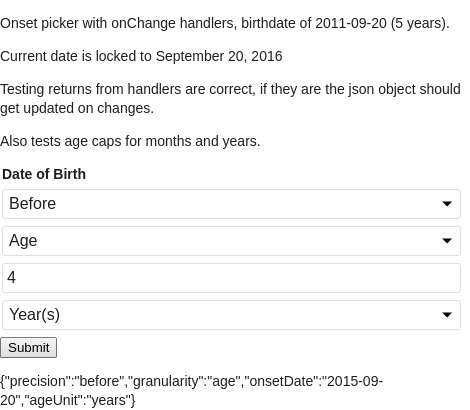 Onset picker with onChange handlers, birthdate of 2011-09-20 (5 years).
Current date is locked to September 20, 2016
Testing returns from handlers are correct, if they are the json object should
get updated on changes.
Also tests age caps for months and years.
Date of Birth
Before
Age
4
Year(s)
Submit
{"precision":"before","granularity":"age","onsetDate":"2015-09-
20","ageUnit":"years"}